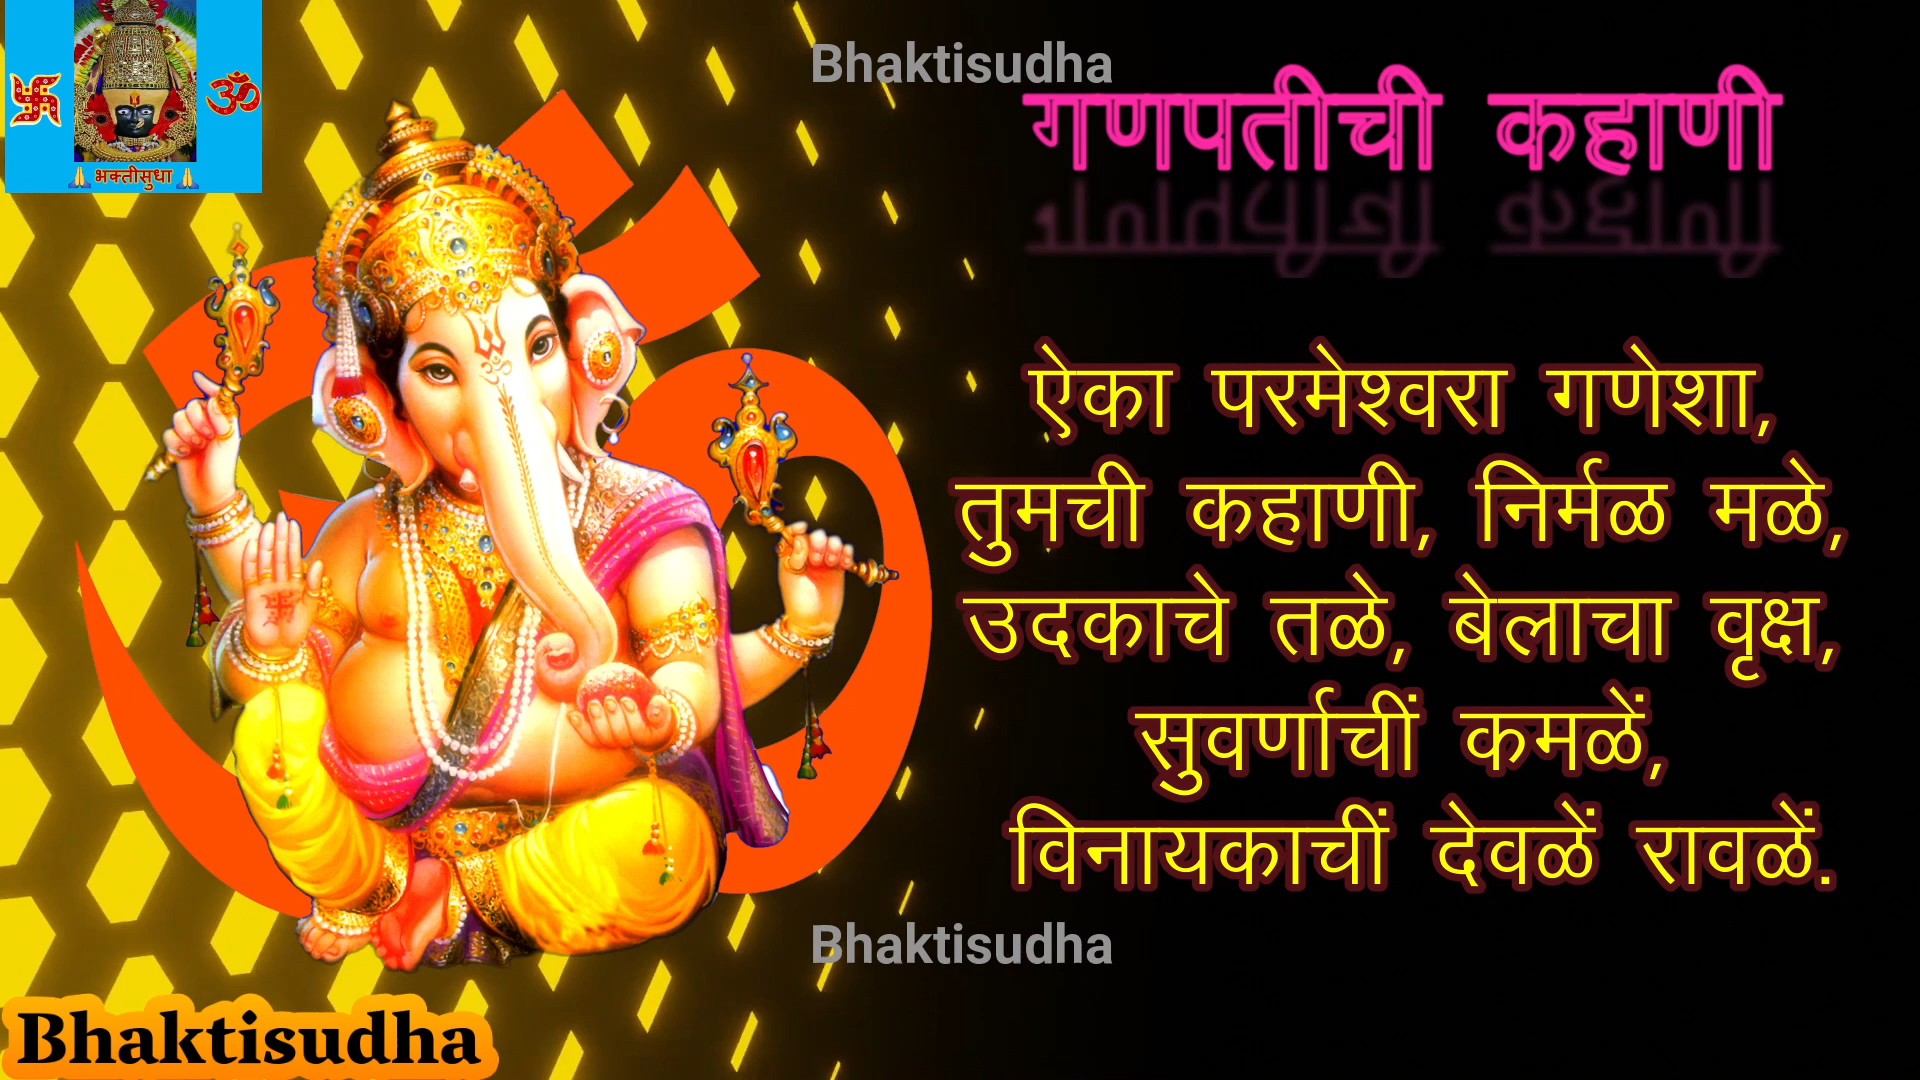 Bhaktisudha
भक्तीसुधा
गणपतीची कहाणी
ऐका परमेश्वरा गणेशा,
तुमची कहाणी, निर्मळ मळे,
उदकाचे तळे, बेलाचा वृक्ष,
सुवर्णाचीं कमळें,
विनायकाचीं देवळें रावळें.
Bhaktisudha
Bhaktisudha